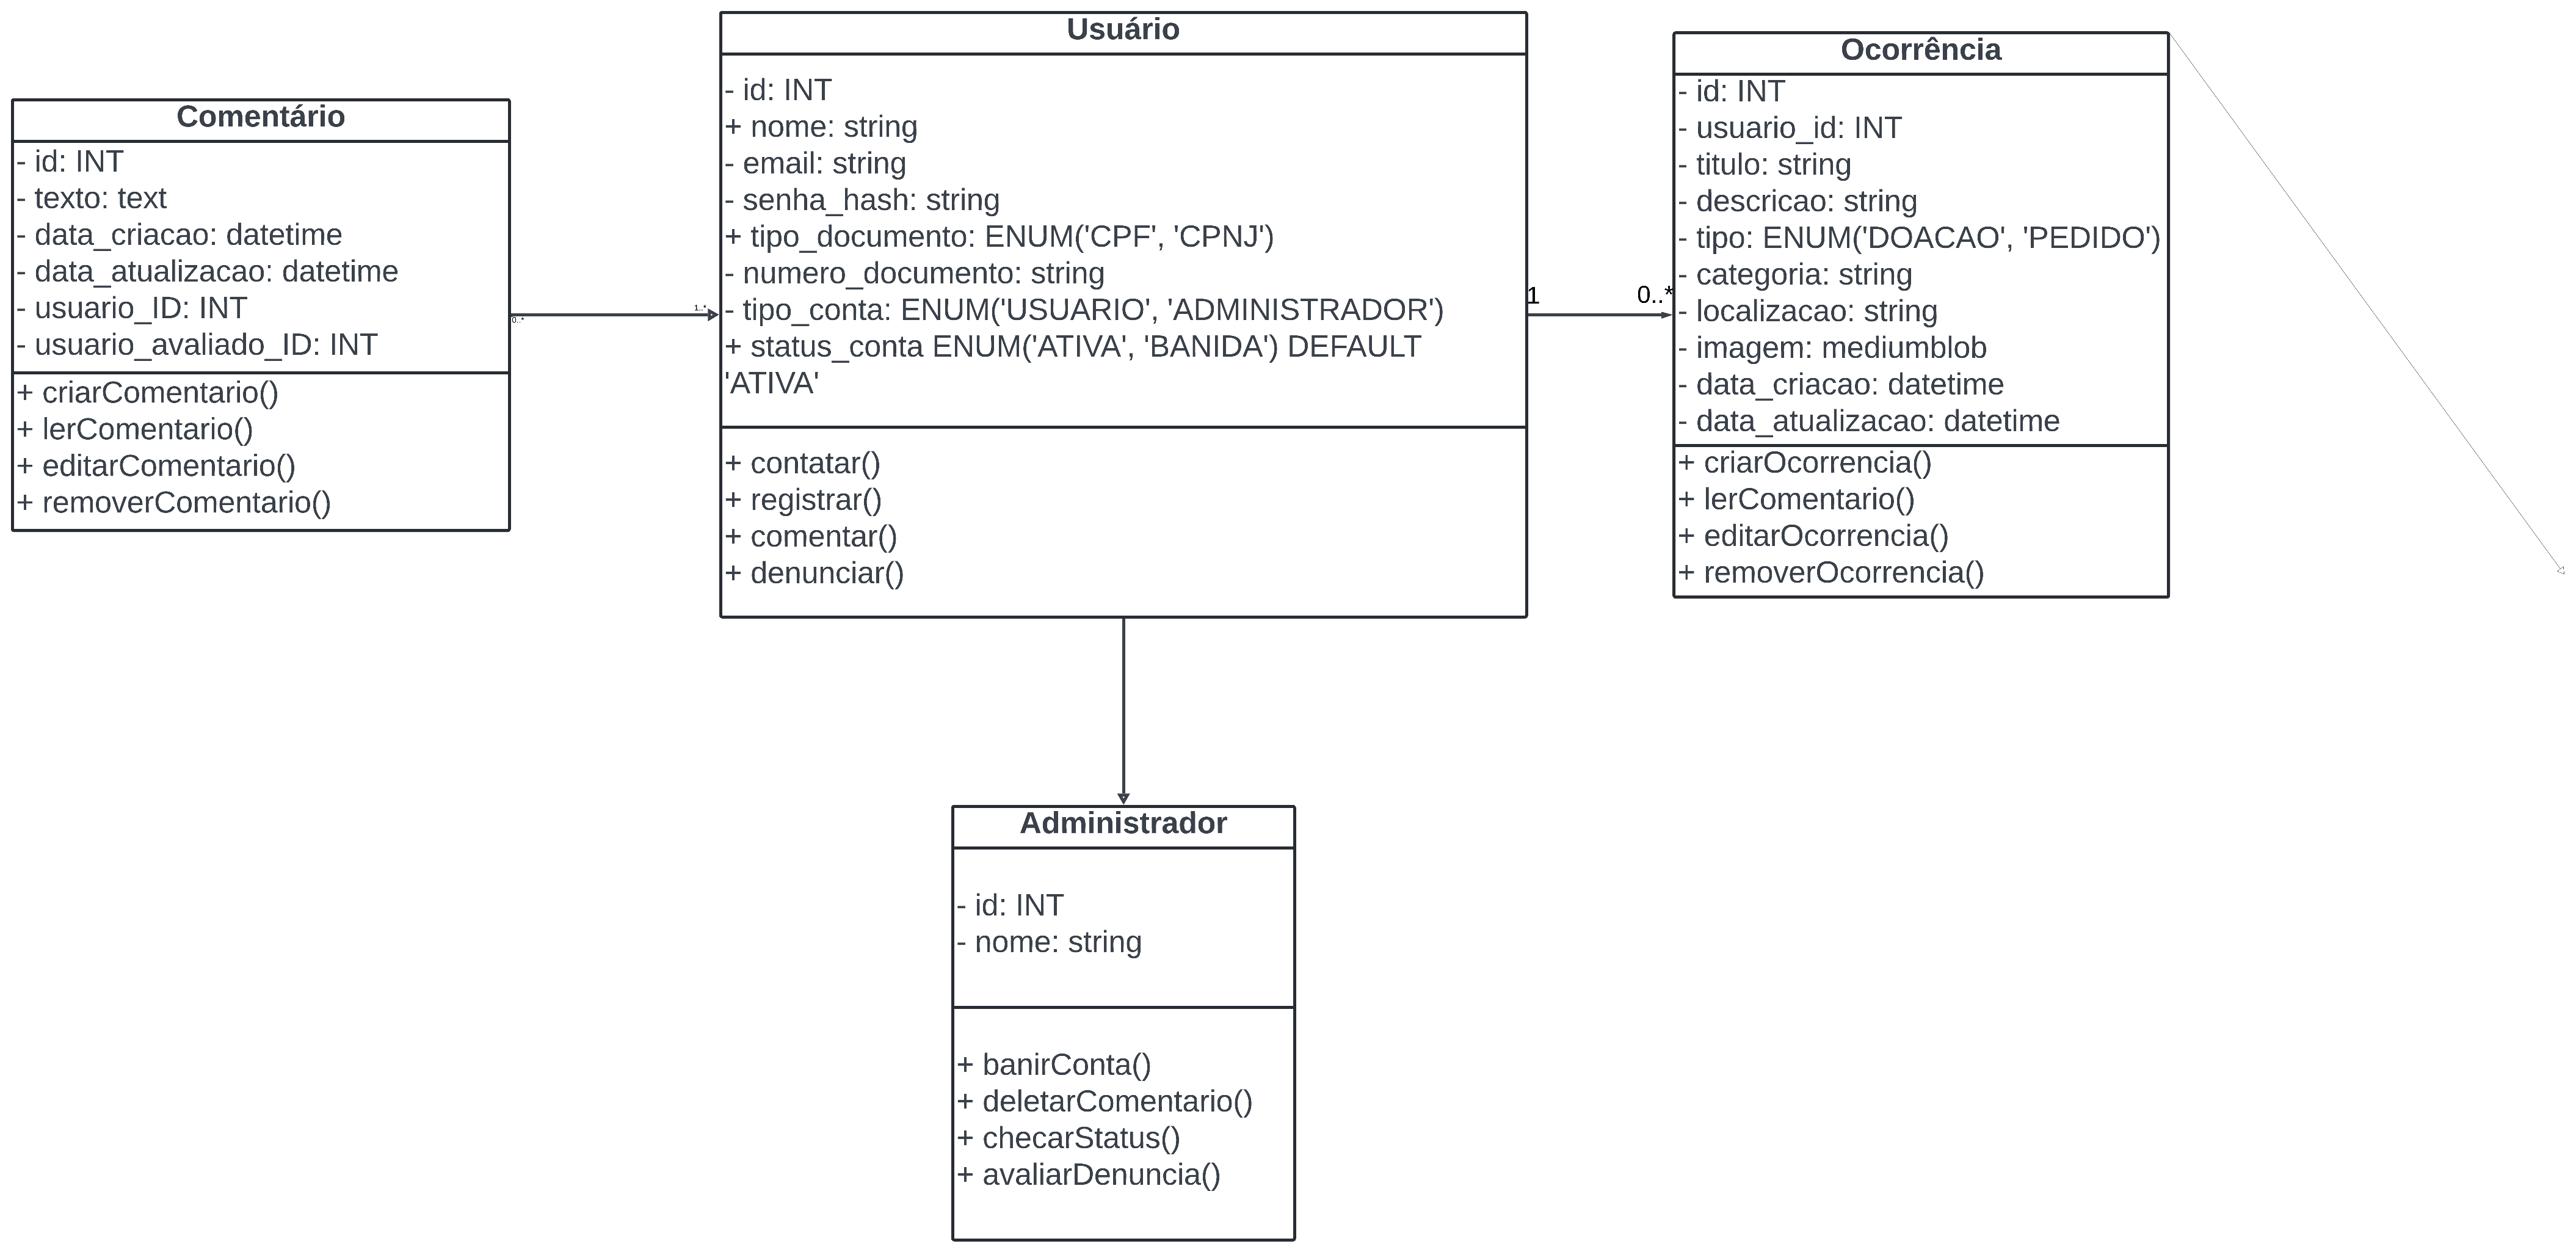 Comentário
- id: INT
- texto: text
- data_criacao: datetime
- data_atualizacao: datetime
- usuario_ID: INT
- usuario_avaliado_ID: INT
+ criarComentario()
+ lerComentario()
+ editarComentario()
+ removerComentario()
0..*
1..*
Usuário
- id: INT
+ nome: string
- email: string
- senha_hash: string
+ tipo_documento: ENUM('CPF', 'CPNJ')
- numero_documento: string
- tipo_conta: ENUM('USUARIO', 'ADMINISTRADOR')
+ status_conta ENUM('ATIVA', 'BANIDA') DEFAULT
'ATIVA'
+ contatar()
+ registrar()
+ comentar()
+ denunciar()
1
0..*
Ocorrência
- id: INT
- usuario_id: INT
- titulo: string
- descricao: string
- tipo: ENUM('DOACAO', 'PEDIDO')
- categoria: string
- localizacao: string
- imagem: mediumblob
- data_criacao: datetime
- data_atualizacao: datetime
+ criarOcorrencia()
+ lerComentario()
+ editarOcorrencia()
+ removerOcorrencia()
Administrador
- id: INT
- nome: string
+ banirConta()
+ deletarComentario()
+ checarStatus()
+ avaliarDenuncia()